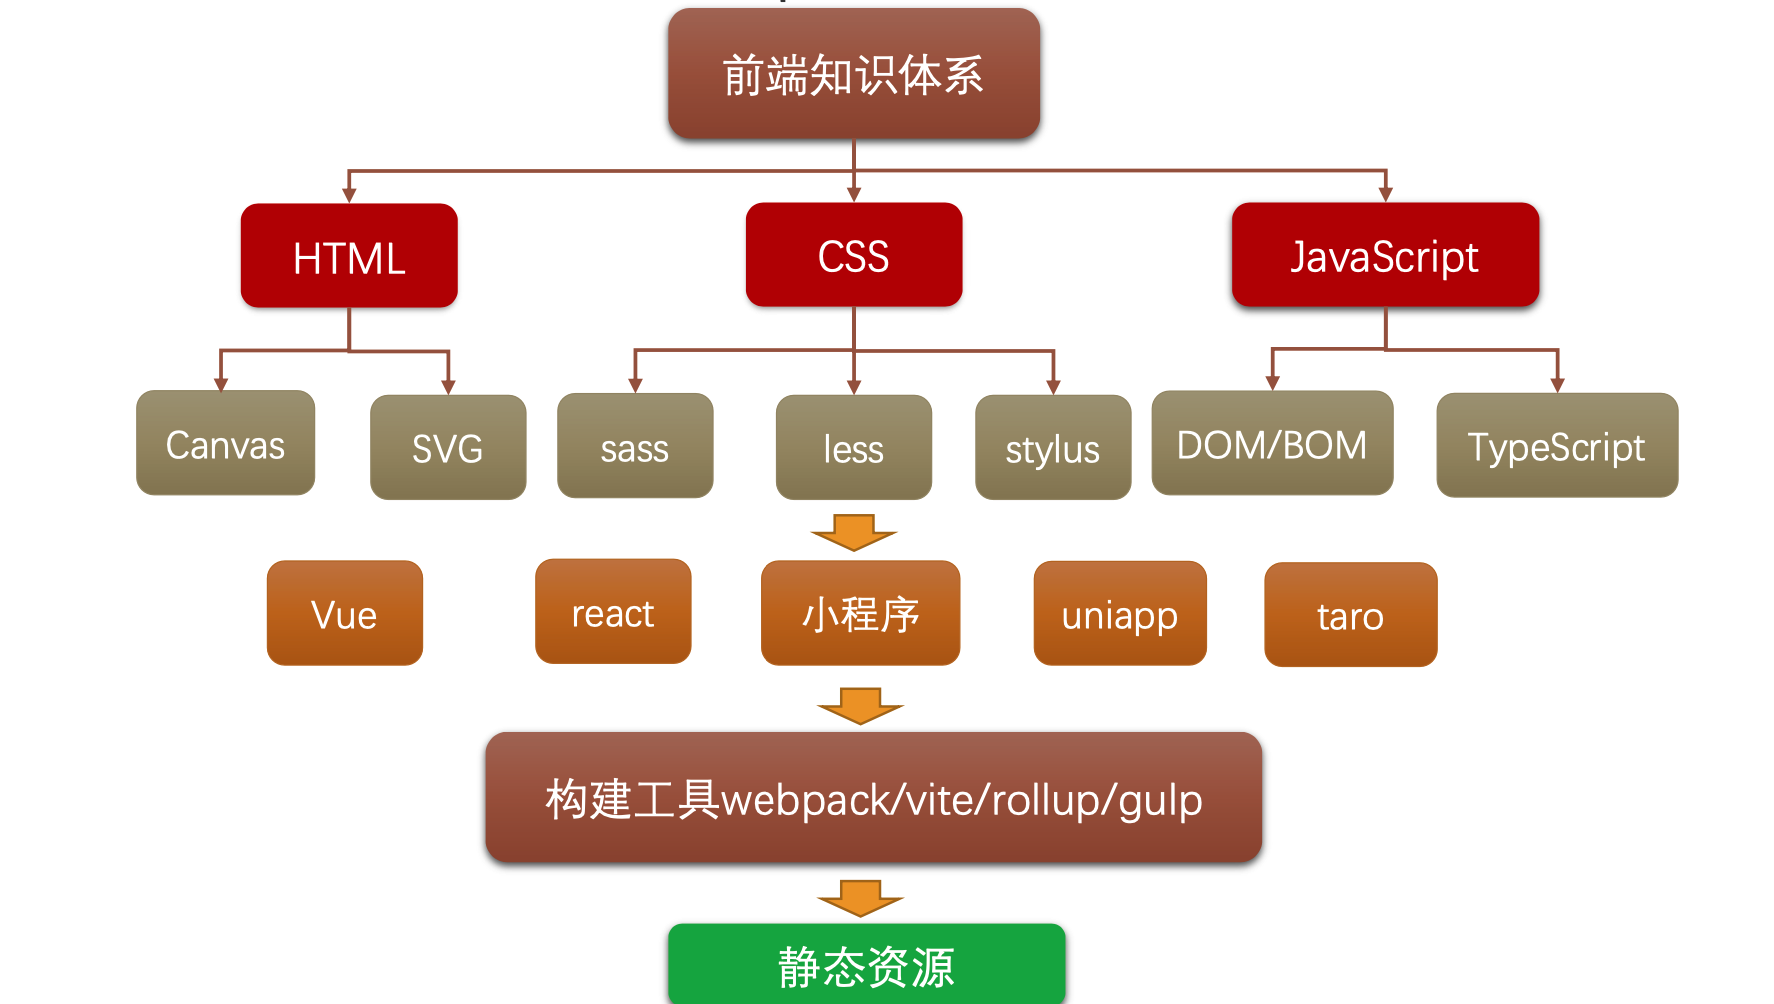 前端知识体系
HTML
CSS
JavaScript
Canvas
SVG
sass
less
stylus
DOM/BOM
TypeScript
Vue
react
小程序
uniapp
taro
构建工具webpack/vite/rollup/gulp
静态资源